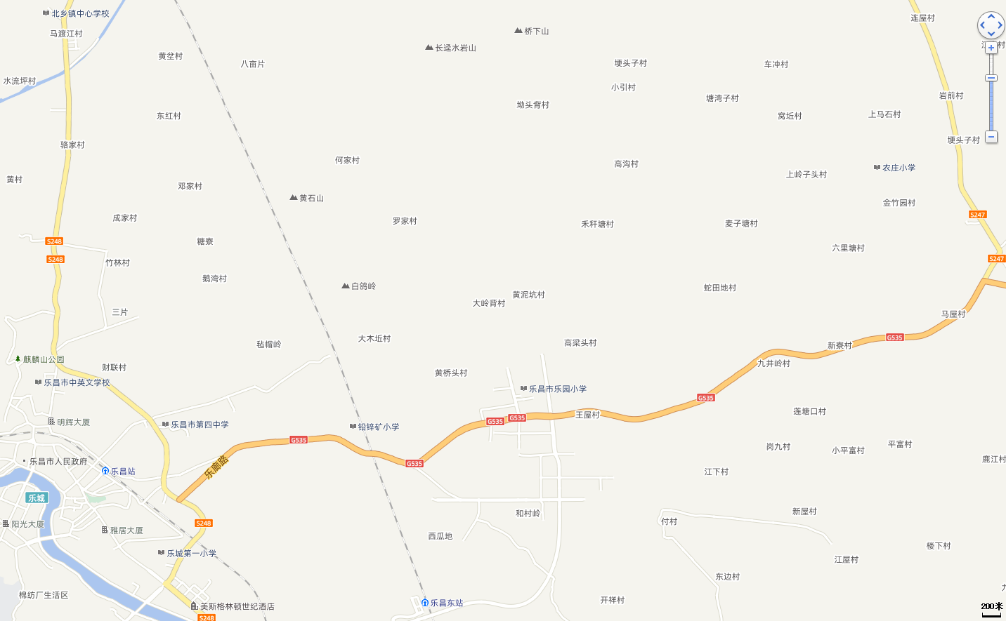 北乡镇中心学校
连屋村
马渡江村
桥下山
长逕水岩山
黄垒村
八亩片
埂头子村
车冲村
水流坪村
小引村
岩前村
塘湾子村
坳头背村
东红村
窝近村
上马石村
骆家村
埂头子村
何家村
高沟村
农庄小学
上岭子头村
黄村
邓家村
黄石山
金竹园村
S247
成家村
罗家村
禾秆塘村
麦子塘村
S248
糖寮
六里塘村
S248
竹林村
S247
鹅湾村
白鸽岭
蛇田地村
黄泥坑村
大岭背村
三片
马屋村
大木坵村
G535
毡帽岭
高梁头村
新寮村
麒麟山公园
九井岭村
财联村
黄桥头村
乐昌市中英文学校
乐昌市乐园小学
G535
莲塘口村
王屋村
G535
G535
明辉大厦
乐昌市第四中学
铅锌矿小学
G535
平富村
岗九村
小平富村
乐昌市人民政府
G535
鹿江村
乐廊路
乐昌站
江下村
乐城
新屋村
和村岭
付村
阳光大厦
S248
雅居大厦
西瓜地
楼下村
乐城第一小学
江屋村
东边村
棉纺厂生活区
开祥村
乐昌东站
美斯格林顿世纪酒店
200米
S248